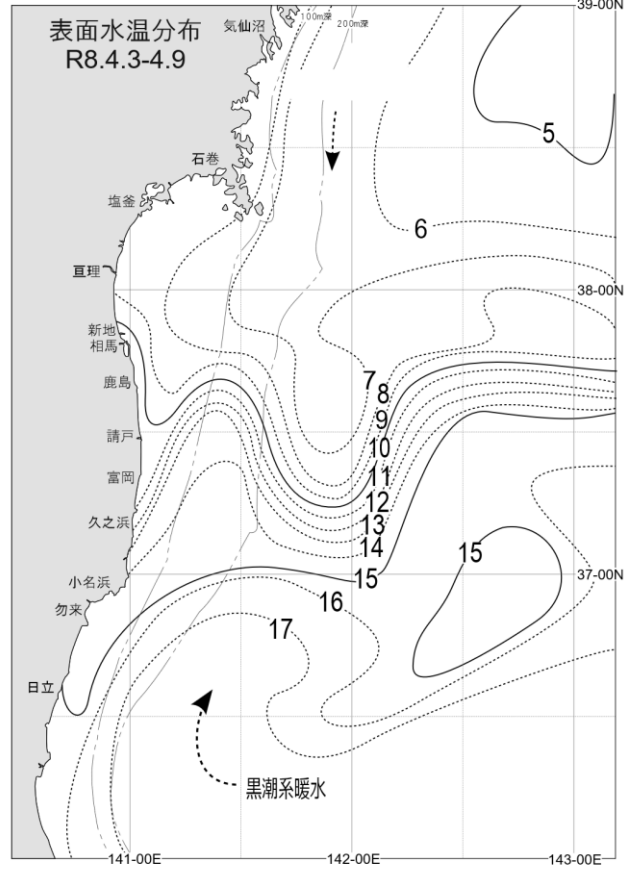 39-00N
表面水温分布
R8.4.3-4.9
気仙沼
100m深
200m深
5
石巻
塩釜
6
亘理
38-00N
新地
相馬
鹿島
7
8
9
請戸
10
富岡
11
12
久之浜
13
14
小名浜
15
15
37-00N
勿来
16
17
日立
黒潮系暖水
141-00E
142-00E
143-00E